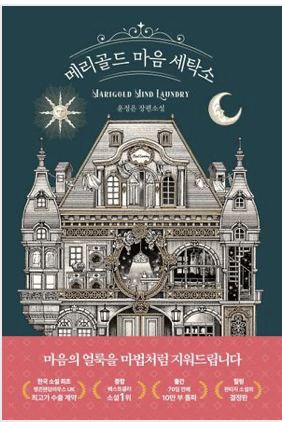 메리골드 마음 세탁소
MARIGOLD MIND LAUNDRY
윤정은 장편소설
마음의 얼룩을 마법처럼 지워드립니다
한국 소설 최초
펭귄랜덤하우스 UK
최고가 수출 계약
종합
베스트셀러
소설 1위
출간
70일 만에
10만 부 돌파
힐링
판타지 소설의
결정판